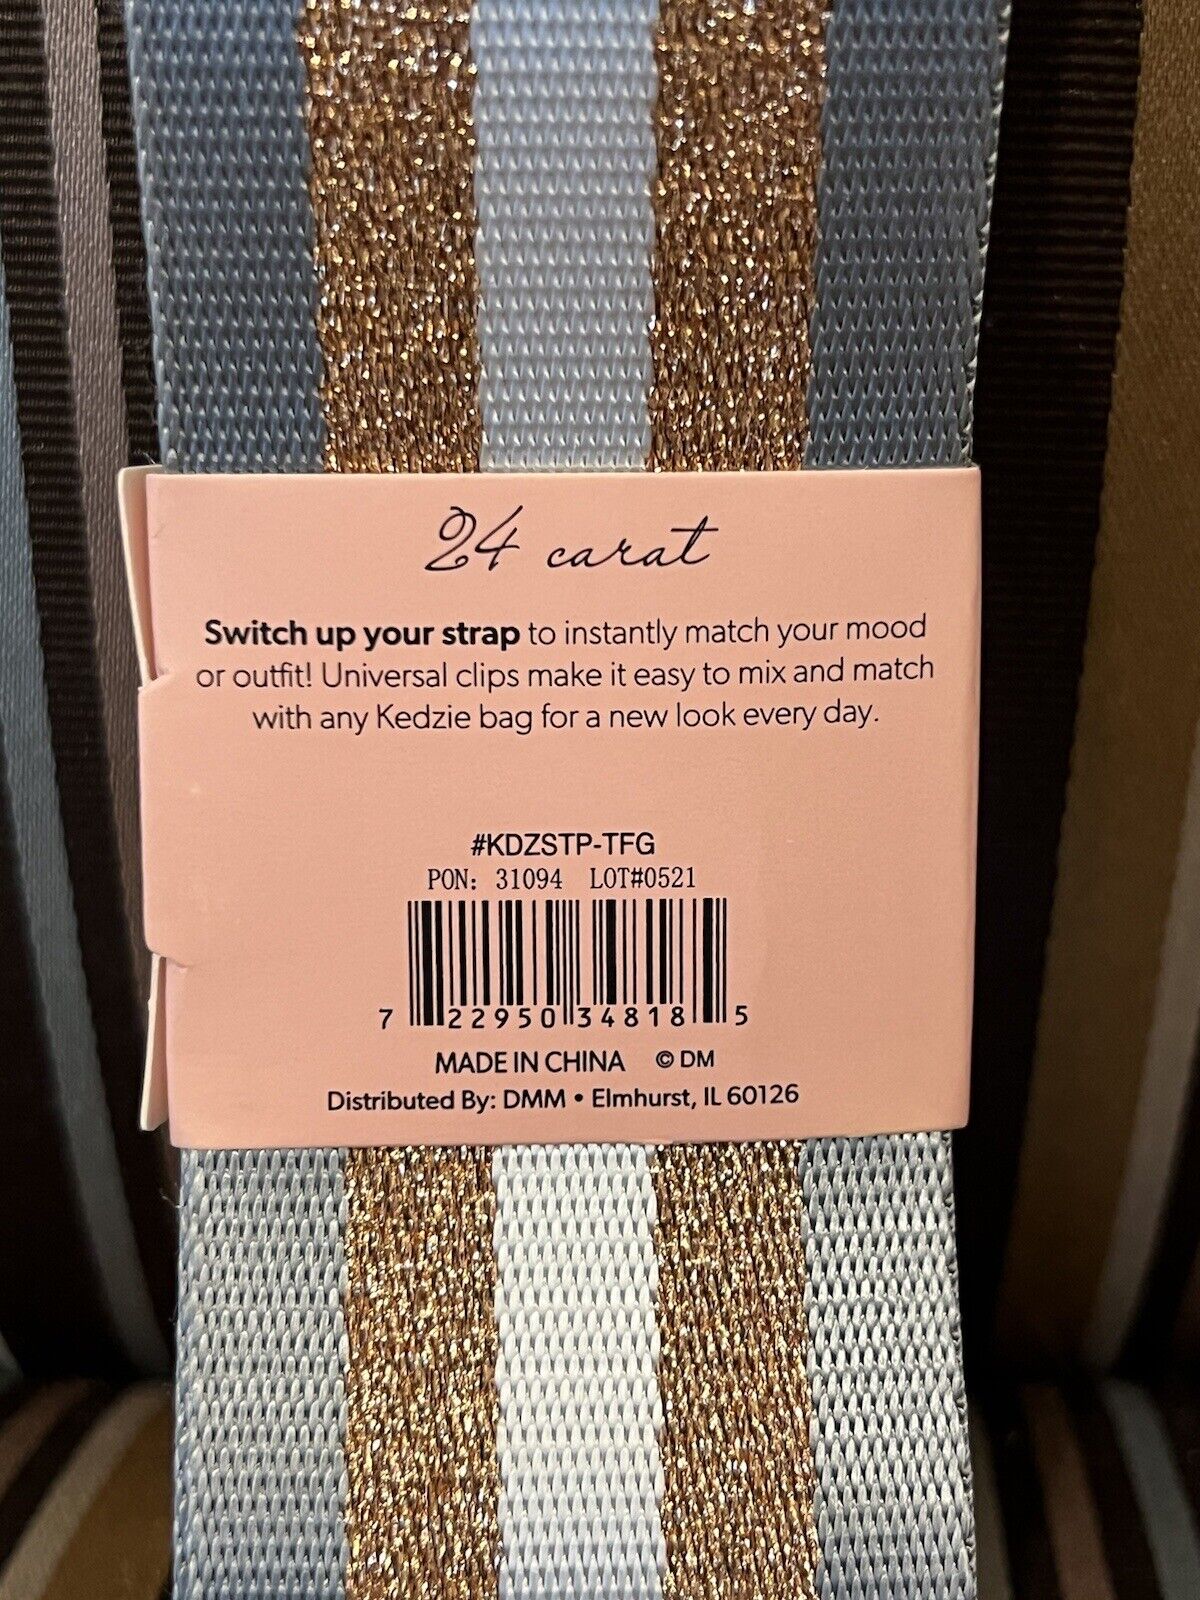 24 carat
Switch up your strap to instantly match your mood
or outfit! Universal clips make it easy to mix and match
with any Kedzie bag for a new look every day.
#KDZSTP-TFG
PON: 31094 LOT#0521
7 22950 34818 5
MADE IN CHINA © DM
Distributed By: DMM • Elmhurst, IL 60126